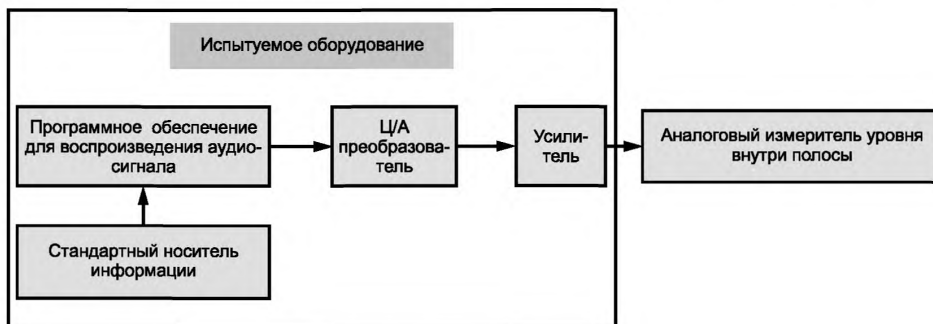 Испытуемое оборудование
Программное обеспечение
для воспроизведения аудио-
сигнала
Ц/А
преобразова-
тель
Усили-
тель
Аналоговый измеритель уровня
внутри полосы
Стандартный носитель
информации